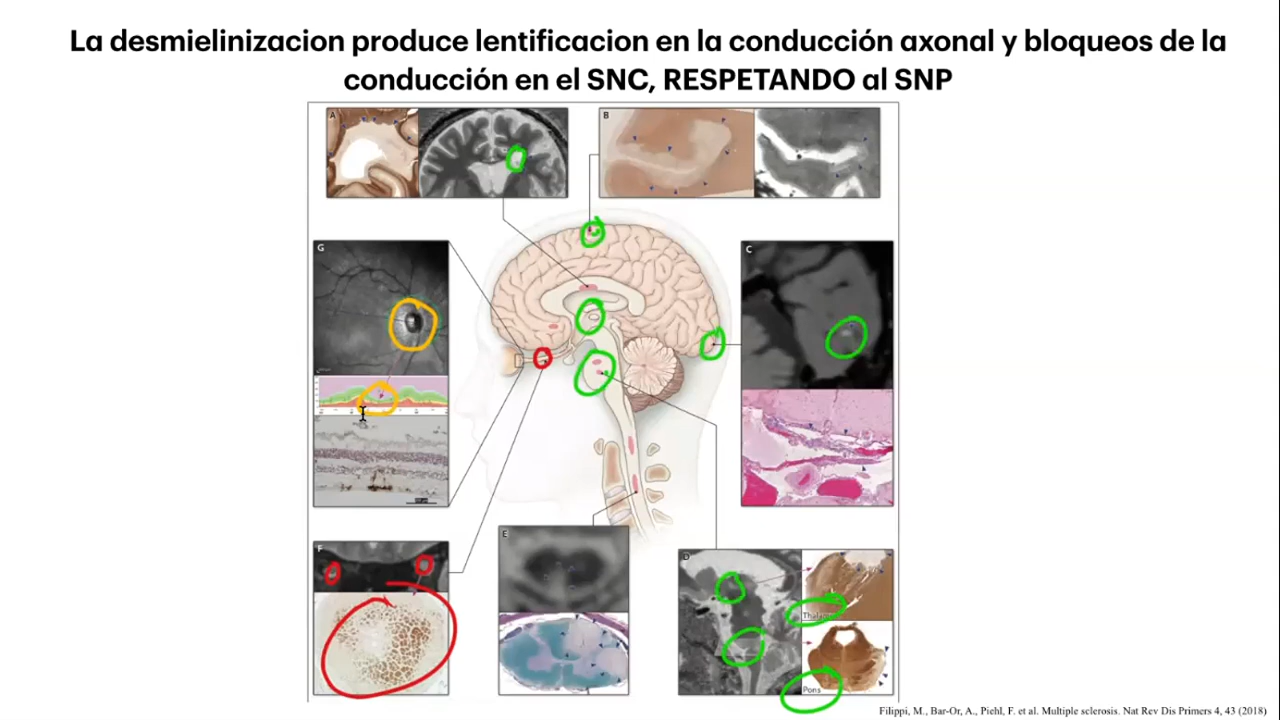 La desmielinizacion produce lentificacion en la conducción axonal y bloqueos de la
conducción en el SNC, RESPETANDO al SNP
A
B
G
C
F
E
D
Thalamus
Pons
Filippi, M., Bar-Or, A., Piehl, F. et al. Multiple sclerosis. Nat Rev Dis Primers 4, 43 (2018)